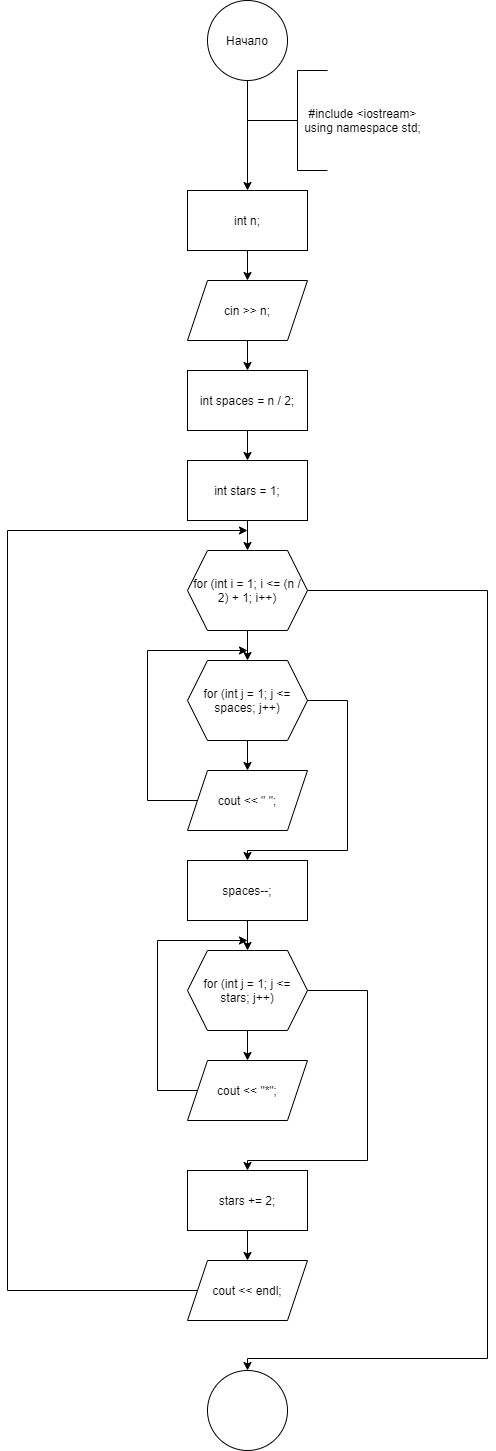 Начало
#include <iostream>
using namespace std;
int n;
cin >> n;
int spaces = n / 2;
int stars = 1;
for (int i = 1; i <= (n /
2) + 1; i++)
for (int j = 1; j <=
spaces; j++)
cout << " ";
spaces--;
for (int j = 1; j <=
stars; j++)
cout << "*";
stars += 2;
cout << endl;